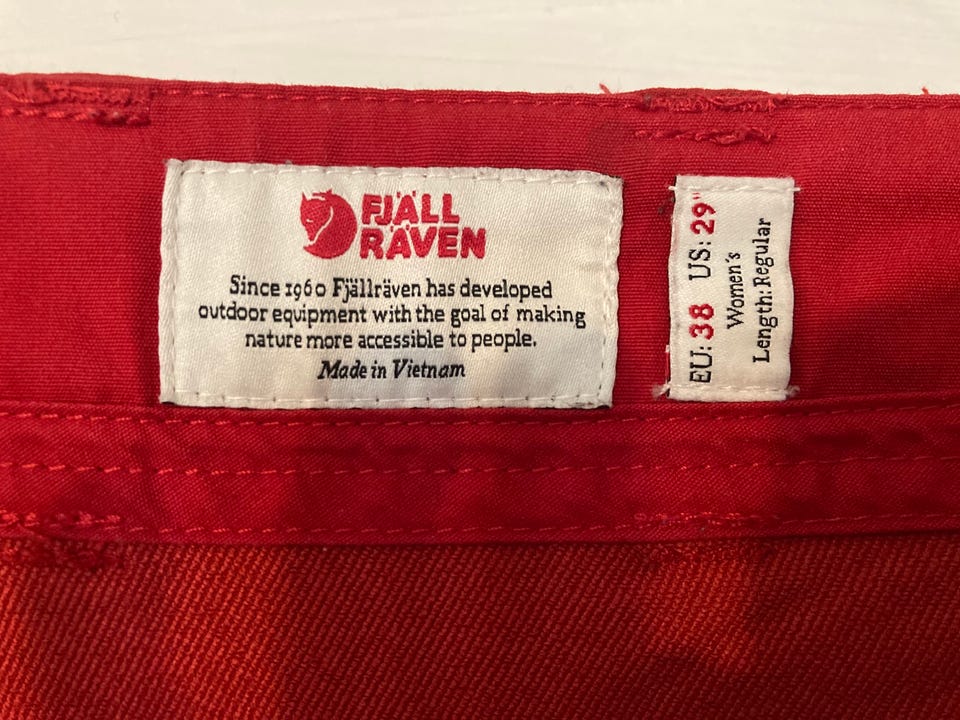 FJÄLL
RÄVEN
Since 1960 Fjällräven has developed
outdoor equipment with the goal of making
nature more accessible to people.
Made in Vietnam
EU: 38 US: 29"
Women´s
Length: Regular